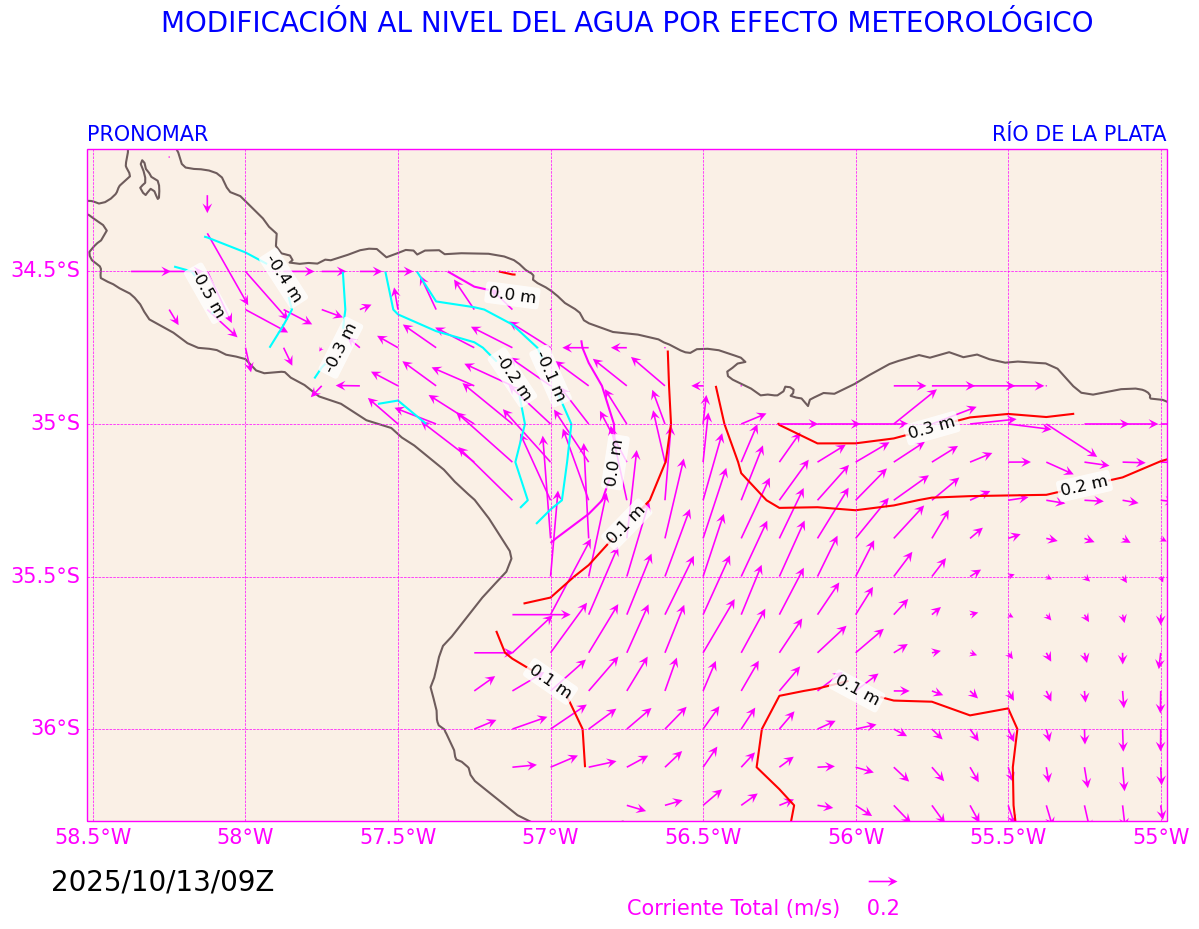 MODIFICACIÓN AL NIVEL DEL AGUA POR EFECTO METEOROLÓGICO
PRONOMAR RÍO DE LA PLATA
34.5°S
35°S
35.5°S
36°S
-0.5 m
-0.4 m
-0.3 m
-0.2 m
-0.1 m
0.0 m
0.0 m
0.1 m
0.1 m
0.1 m
0.3 m
0.2 m
58.5°W 58°W 57.5°W 57°W 56.5°W 56°W 55.5°W 55°W
2025/10/13/09Z
Corriente Total (m/s) 0.2